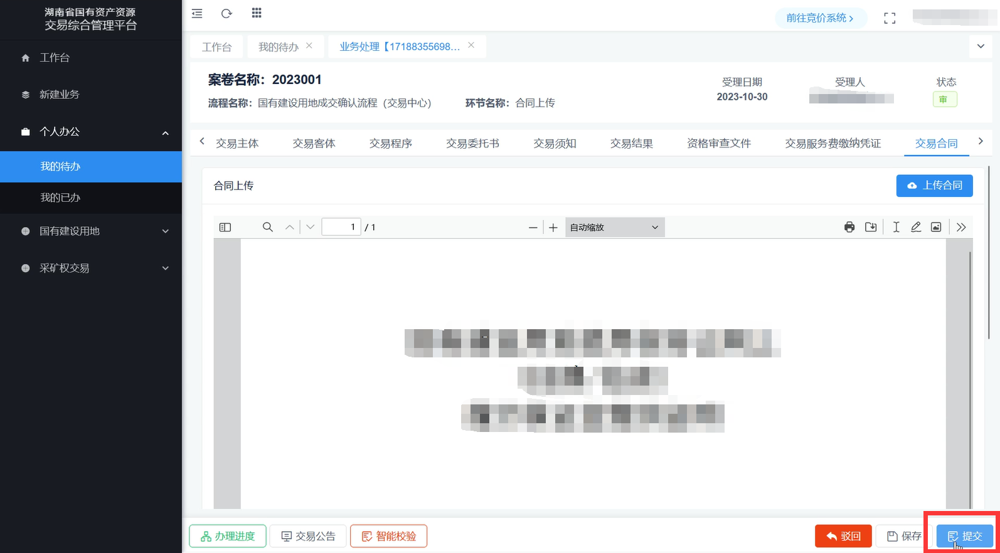 湖南省国有资产资源
交易综合管理平台
前往竞价系统
工作台
我的待办
业务处理【17188355698...
工作台
新建业务
个人办公
我的待办
我的已办
国有建设用地
采矿权交易
案卷名称：2023001
流程名称：国有建设用地成交确认流程（交易中心）
环节名称：合同上传
受理日期
2023-10-30
受理人
状态
审
交易主体
交易客体
交易程序
交易委托书
交易须知
交易结果
资格审查文件
交易服务费缴纳凭证
交易合同
合同上传
上传合同
1 / 1
自动缩放
办理进度
交易公告
智能校验
驳回
保存
提交